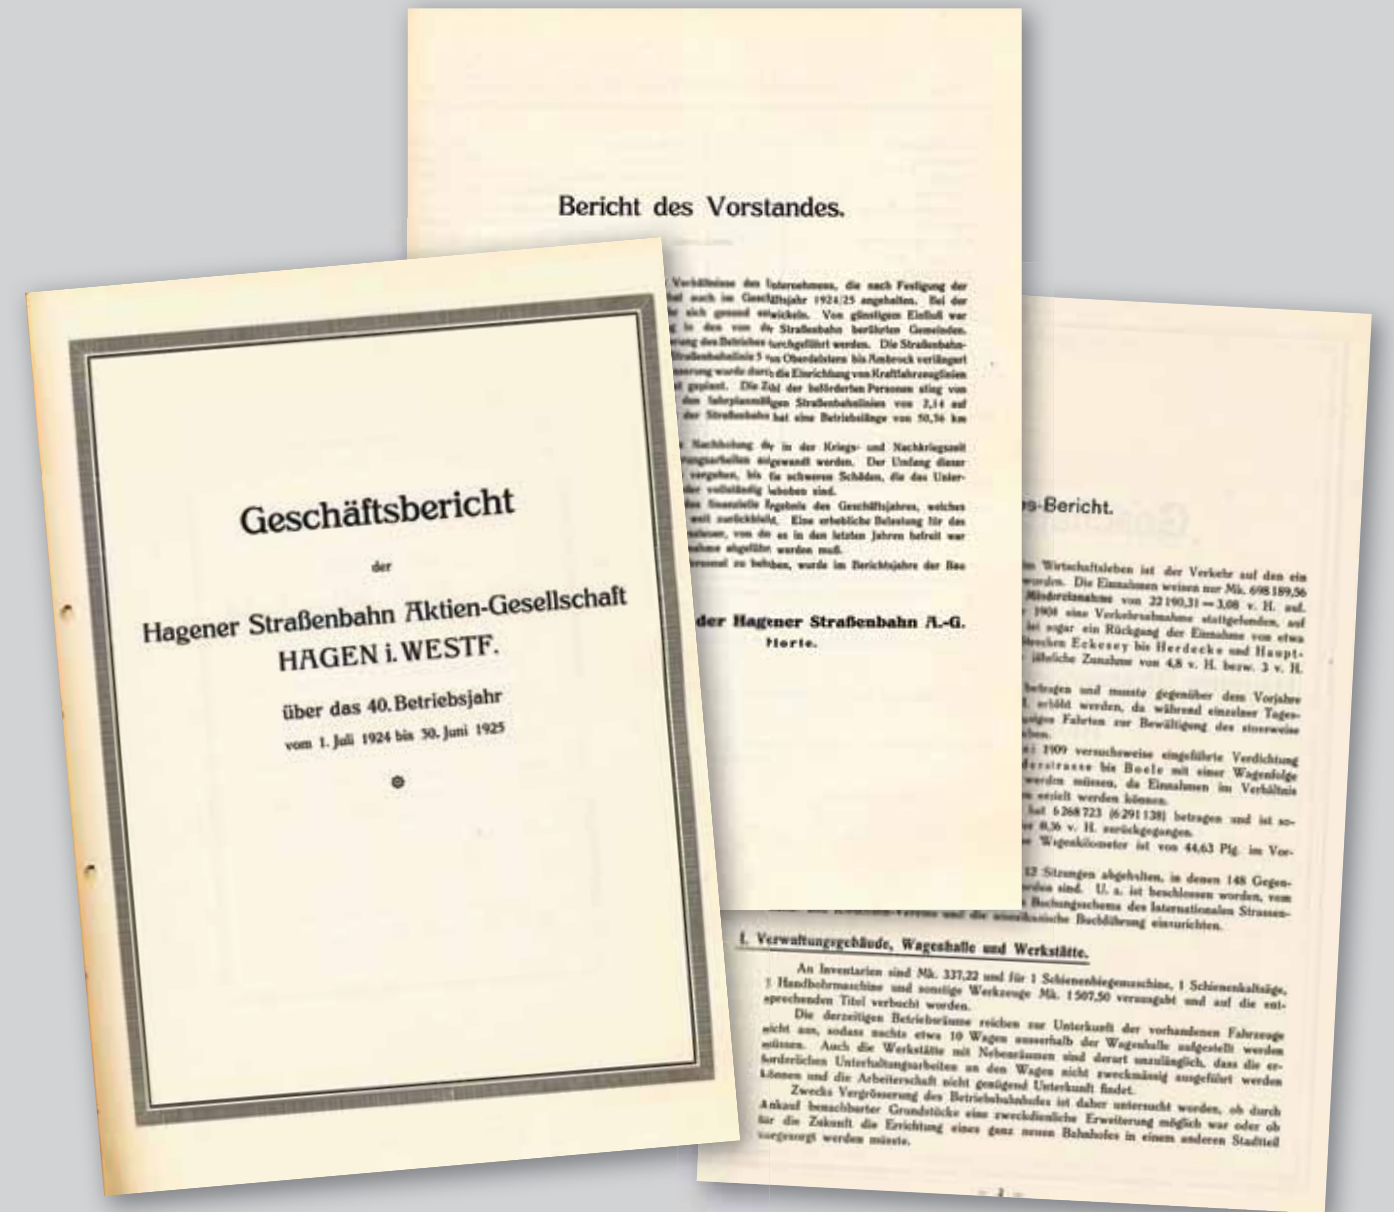 Bericht des Vorstandes.
Verhältnisse des Unternehmens, die nach Festigung der
hat auch im Geschäftsjahr 1924/25 angehalten. Bei der
sich gesund entwickeln. Von günstigem Einfluß war
in den von der Straßenbahn berührten Gemeinden.
des Betriebes durchgeführt werden. Die Straßenbahn-
Straßenbahnlinie 5 von Oberdelstern bis Ambrock verlängert
wurde durch die Einrichtung von Kraftfahrzeuglinien
geplant. Die Zahl der beförderten Personen stieg von
den fahrplanmäßigen Straßenbahnlinien von 2,14 auf
der Straßenbahn hat eine Betriebslänge von 50,36 km
Nachholung der in der Kriegs- und Nachkriegszeit
aufgewandt werden. Der Umfang dieser
vergehen, bis die schweren Schäden, die das Unter-
vollständig behoben sind.
finanzielle Ergebnis des Geschäftsjahres, welches
weit zurückbleibt. Eine erhebliche Belastung für das
von der es in den letzten Jahren befreit war
abgeführt werden muß.
zu beheben, wurde im Berichtsjahre der Bau
der Hagener Straßenbahn A.-G.
Geschäftsbericht
der
Hagener Straßenbahn Aktien-Gesellschaft
HAGEN i. WESTF.
über das 40. Betriebsjahr
vom 1. Juli 1924 bis 30. Juni 1925
s-Bericht.
Wirtschaftsleben ist der Verkehr auf den ein
worden. Die Einnahmen weisen nur Mk. 698 189,56
Mindereinnahme von 22 190,31 = 3,08 v. H. auf.
1908 eine Verkehrsabnahme stattgefunden, auf
ist sogar ein Rückgang der Einnahme von etwa
Strecken Eckesey bis Herdecke und Haupt-
jährliche Zunahme von 4,8 v. H. bezw. 3 v. H.
betragen und musste gegenüber dem Vorjahre
erhöht werden, da während einzelner Tages-
Fahrten zur Bewältigung des stossweise
1909 versuchsweise eingeführte Verdichtung
bis Boele mit einer Wagenfolge
werden müssen, da Einnahmen im Verhältnis
erzielt werden können.
hat 6 268 723 (6 291 138) betragen und ist so-
0,36 v. H. zurückgegangen.
Wagenkilometer ist von 44,63 Pfg. im Vor-
12 Sitzungen abgehalten, in denen 148 Gegen-
sind. U. a. ist beschlossen worden, vom
Buchungsschema des Internationalen Strassen-
und die amerikanische Buchführung einzurichten.
1. Verwaltungsgebäude, Wagenhalle und Werkstätte.
An Inventarien sind Mk. 337,22 und für 1 Schienenbiegemaschine, 1 Schienenkaltsäge,
1 Handbohrmaschine und sonstige Werkzeuge Mk. 1 507,50 verausgabt und auf die ent-
sprechenden Titel verbucht worden.
Die derzeitigen Betriebsräume reichen zur Unterkunft der vorhandenen Fahrzeuge
nicht aus, sodass nachts etwa 10 Wagen ausserhalb der Wagenhalle aufgestellt werden
müssen. Auch die Werkstätte mit Nebenräumen sind derart unzulänglich, dass die er-
forderlichen Unterhaltungsarbeiten an den Wagen nicht zweckmässig ausgeführt werden
können und die Arbeiterschaft nicht genügend Unterkunft findet.
Zwecks Vergrösserung des Betriebsbahnhofes ist daher untersucht worden, ob durch
Ankauf benachbarter Grundstücke eine zweckdienliche Erweiterung möglich war oder ob
für die Zukunft die Errichtung eines ganz neuen Bahnhofes in einem anderen Stadtteil
vorgesorgt werden müsste.